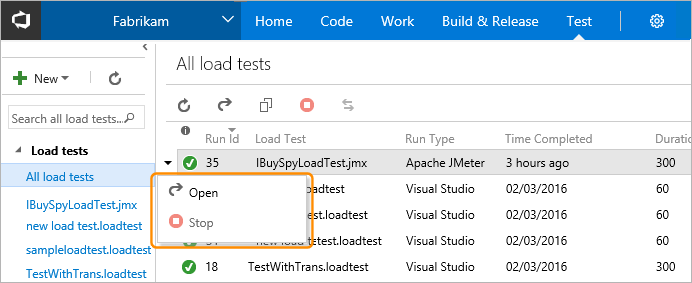 Fabrikam Home Load Code Work Build & Release Test
New
All load tests
Search all load tests...
Run Id Load Test Run Type Time Completed Duratio
Load tests
35 IBuySpyLoadTest.jmx Apache JMeter 3 hours ago 300
All load tests
Open
loadtest Visual Studio 02/03/2016 60
IBuySpyLoadTest.jmx
new load test.loadtest
Stop
test.loadtest Visual Studio 02/03/2016 60
sampleloadtest.loadtest
new load test.loadtest Visual Studio 02/03/2016 60
TestWithTrans.loadtest
18 TestWithTrans.loadtest Visual Studio 02/03/2016 300